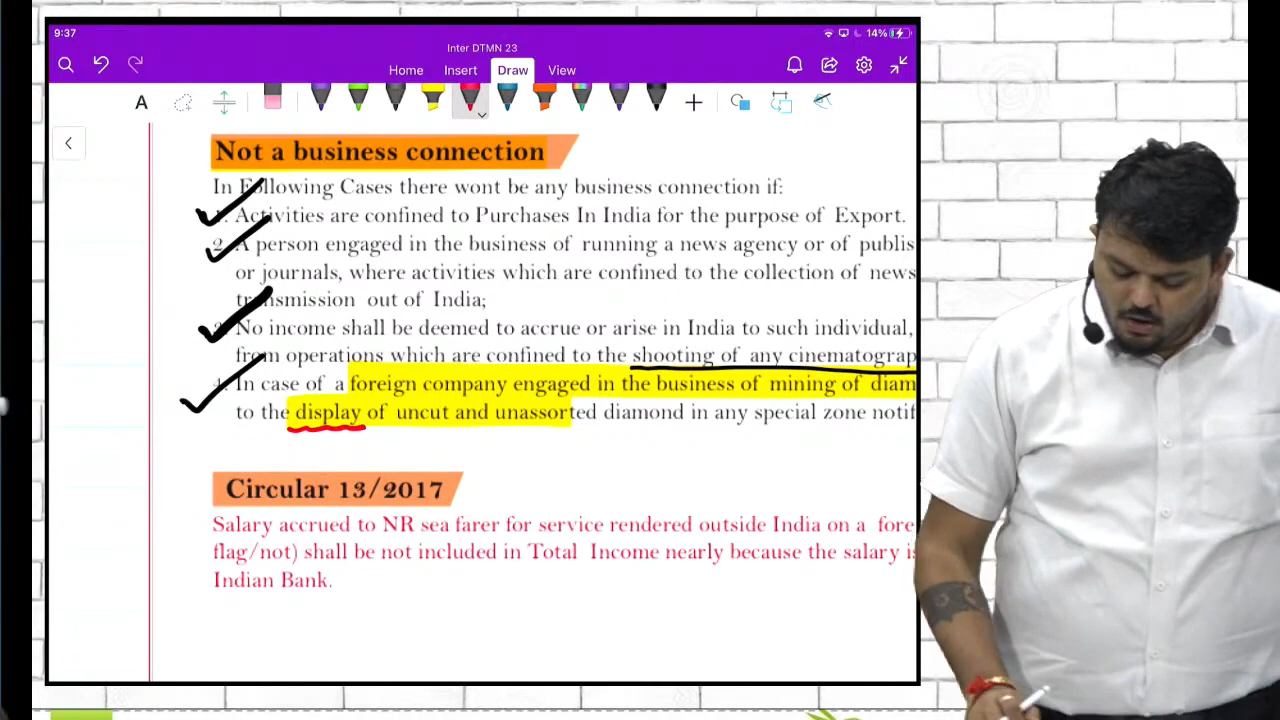 9:37
14%
Inter DTMN 23
Home Insert Draw View
A
Not a business connection
In Following Cases there wont be any business connection if:
1. Activities are confined to Purchases In India for the purpose of Export.
2. A person engaged in the business of running a news agency or of publis
or journals, where activities which are confined to the collection of news
transmission out of India;
3. No income shall be deemed to accrue or arise in India to such individual,
from operations which are confined to the shooting of any cinematograp
4. In case of a foreign company engaged in the business of mining of diam
to the display of uncut and unassorted diamond in any special zone notif
Circular 13/2017
Salary accrued to NR sea farer for service rendered outside India on a fore
flag/not) shall be not included in Total Income nearly because the salary is
Indian Bank.